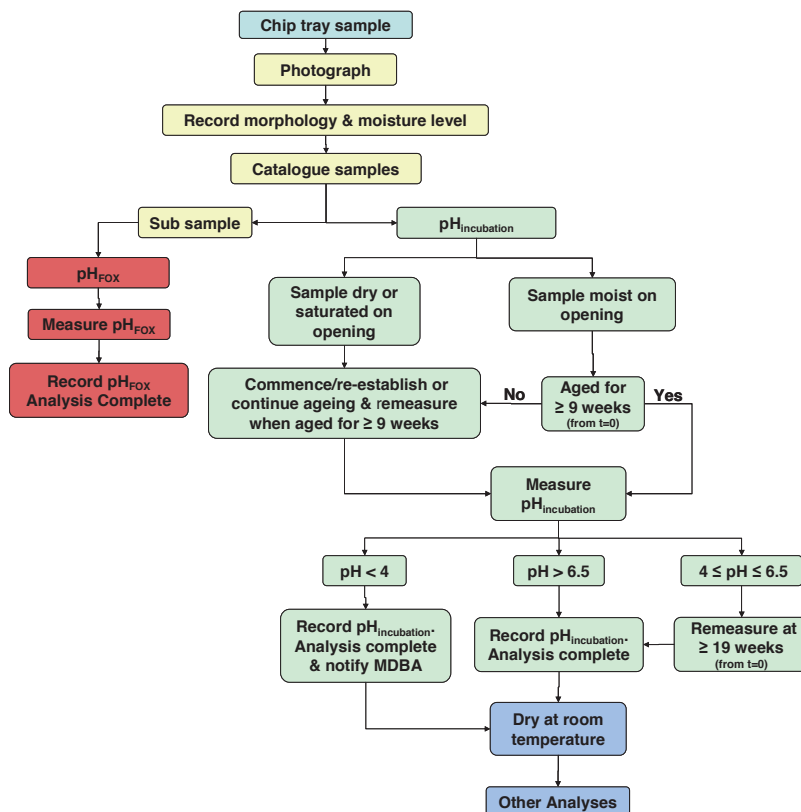 Chip tray sample
Photograph
Record morphology & moisture level
Catalogue samples
Sub sample
pHincubation
pHFOX
Measure pHFOX
Record pHFOX
Analysis Complete
Sample dry or
saturated on
opening
Sample moist on
opening
Commence/re-establish or
continue ageing & remeasure
when aged for ≥ 9 weeks
No
Aged for
≥ 9 weeks
(from t=0)
Yes
Measure
pHincubation
pH < 4
pH > 6.5
4 ≤ pH ≤ 6.5
Record pHincubation.
Analysis complete
& notify MDBA
Record pHincubation.
Analysis complete
Remeasure at
≥ 19 weeks
(from t=0)
Dry at room
temperature
Other Analyses